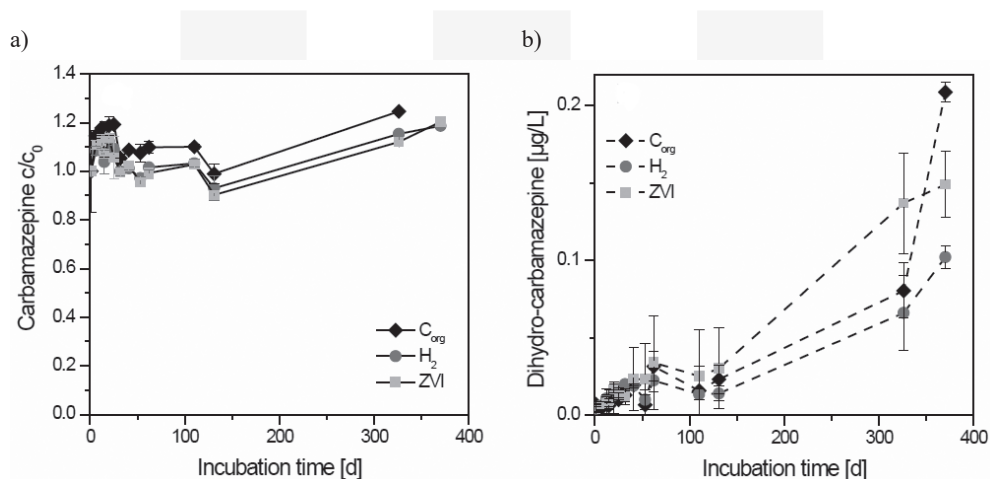 a)
b)
1.4
1.2
1.0
0.8
0.6
0.4
0.2
0.0
Carbamazepine c/c₀
C_org
H₂
ZVI
0 100 200 300 400
Incubation time [d]
0.2
0.1
0.0
Dihydro-carbamazepine [µg/L]
C_org
H₂
ZVI
0 100 200 300 400
Incubation time [d]